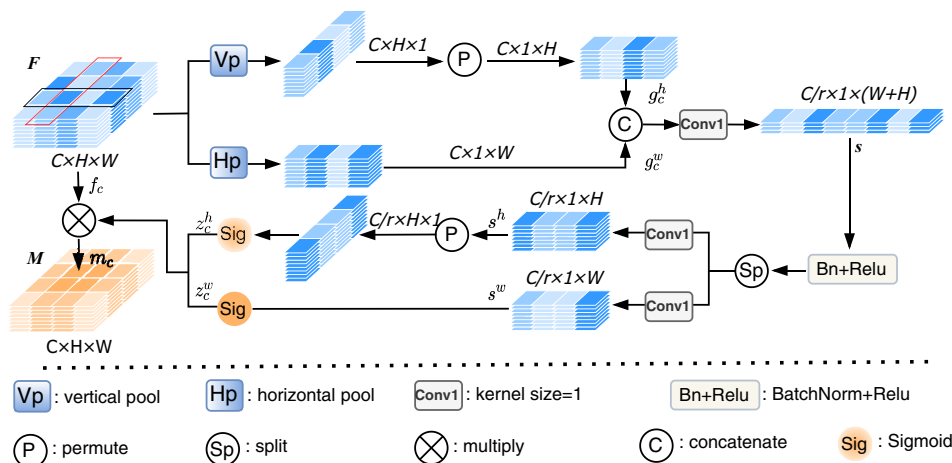 F
C×H×W
f_c
M
m_c
C×H×W
Vp
C×H×1
P
C×1×H
g_c^h
Hp
C×1×W
g_c^w
C
Conv1
C/r×1×(W+H)
s
Bn+Relu
Sp
Conv1
C/r×1×H
s^h
P
C/r×H×1
Sig
z_c^h
Conv1
C/r×1×W
s^w
Sig
z_c^w
Vp : vertical pool
Hp : horizontal pool
Conv1 : kernel size=1
Bn+Relu : BatchNorm+Relu
P : permute
Sp : split
: multiply
C : concatenate
Sig : Sigmoid